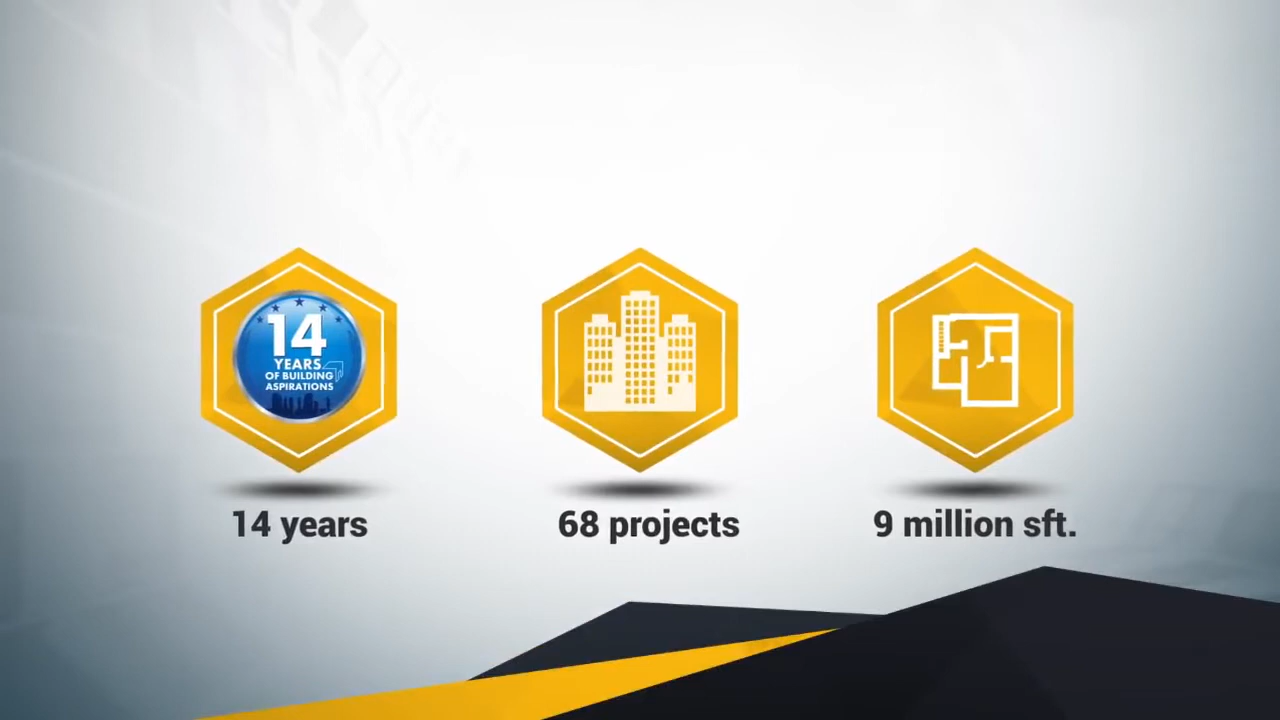 14
YEARS
OF BUILDING
ASPIRATIONS
14 years
68 projects
9 million sft.